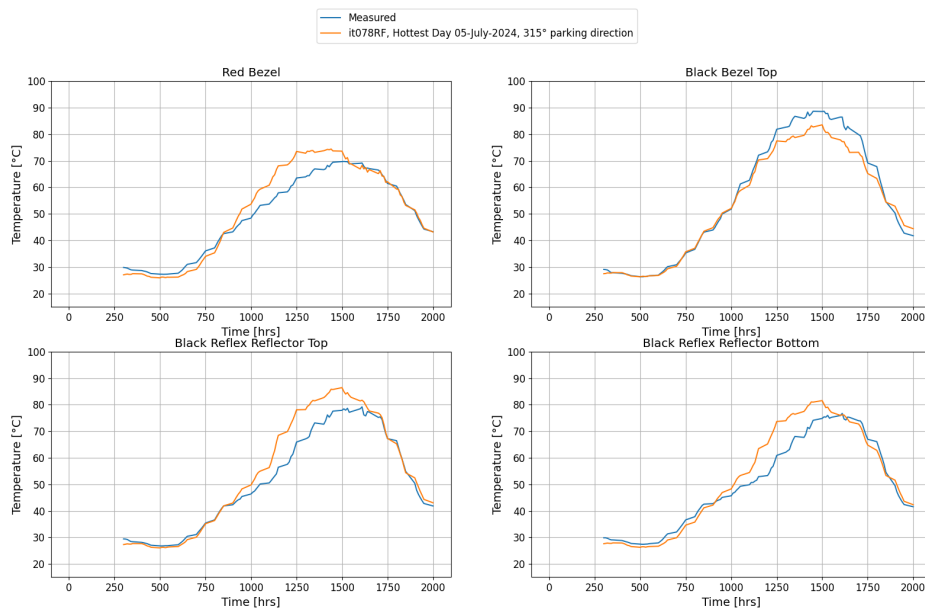 Measured
it078RF, Hottest Day 05-July-2024, 315° parking direction
Red Bezel
Temperature [°C]
100
90
80
70
60
50
40
30
20
0 250 500 750 1000 1250 1500 1750 2000
Time [hrs]
Black Bezel Top
Temperature [°C]
100
90
80
70
60
50
40
30
20
0 250 500 750 1000 1250 1500 1750 2000
Time [hrs]
Black Reflex Reflector Top
Temperature [°C]
100
90
80
70
60
50
40
30
20
0 250 500 750 1000 1250 1500 1750 2000
Time [hrs]
Black Reflex Reflector Bottom
Temperature [°C]
100
90
80
70
60
50
40
30
20
0 250 500 750 1000 1250 1500 1750 2000
Time [hrs]